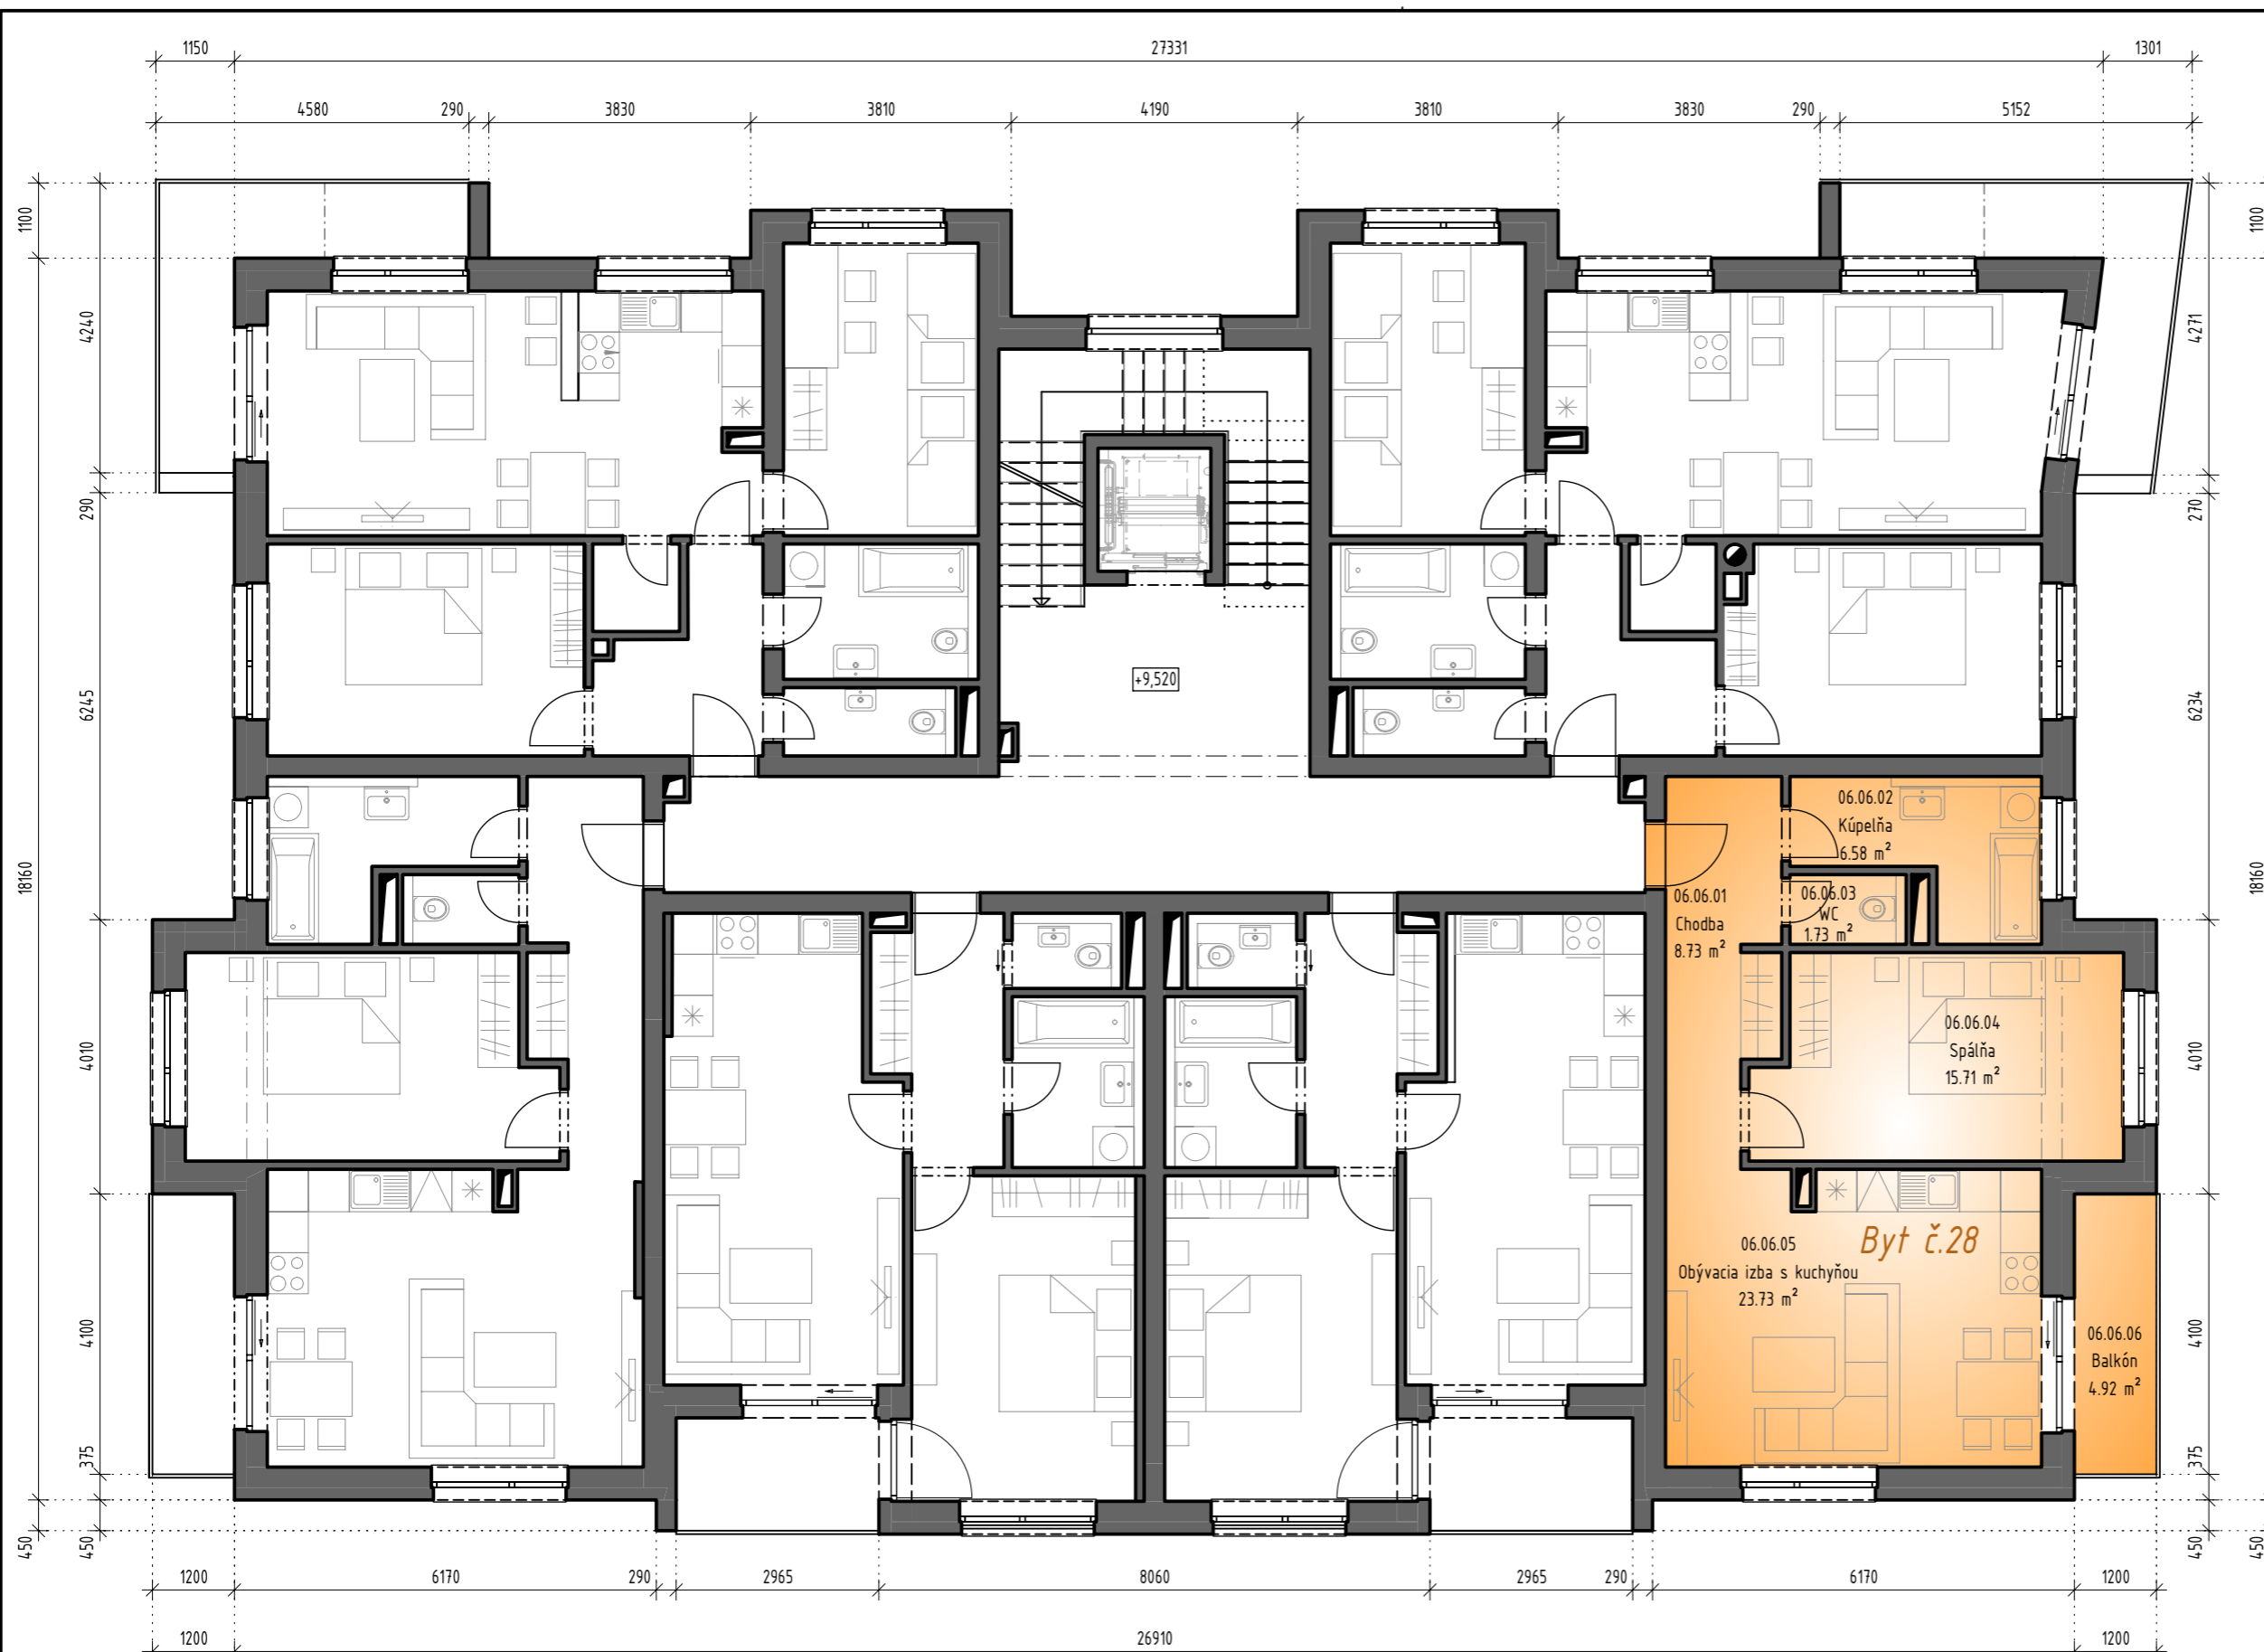 1150 27331 1301
4580 290 3830 3810 4190 3810 3830 290 5152
1100
4240
290
6245
18160
4010
4100
375
450
450
1100
4271
270
6234
18160
4010
4100
375
450
450
+9,520
06.06.01
Chodba
8.73 m²
06.06.02
Kúpelňa
6.58 m²
06.06.03
WC
1.73 m²
06.06.04
Spálňa
15.71 m²
Byt č.28
06.06.05
Obývacia izba s kuchyňou
23.73 m²
06.06.06
Balkón
4.92 m²
1200 6170 290 2965 8060 2965 290 6170 1200
1200 26910 1200